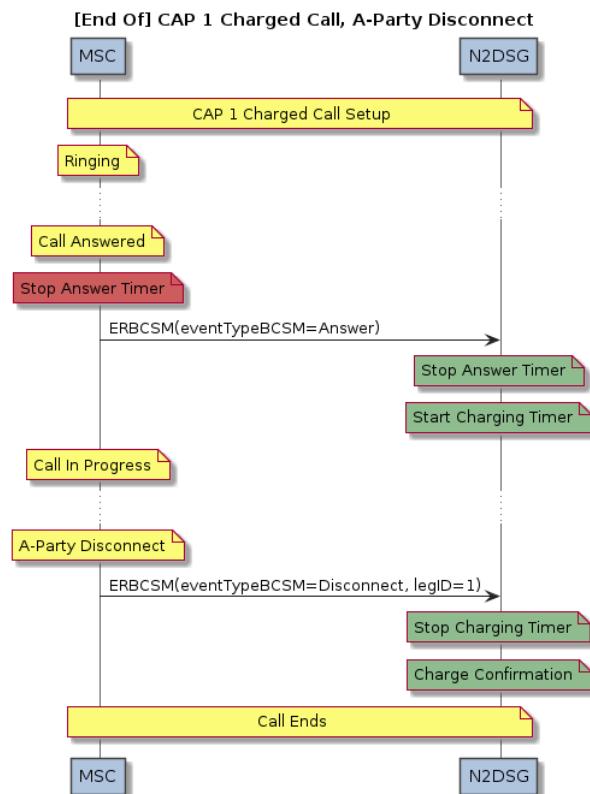 [End Of] CAP 1 Charged Call, A-Party Disconnect
MSC
N2DSG
CAP 1 Charged Call Setup
Ringing
Call Answered
Stop Answer Timer
ERBCSM(eventTypeBCSM=Answer)
Stop Answer Timer
Start Charging Timer
Call In Progress
A-Party Disconnect
ERBCSM(eventTypeBCSM=Disconnect, legID=1)
Stop Charging Timer
Charge Confirmation
Call Ends
MSC
N2DSG